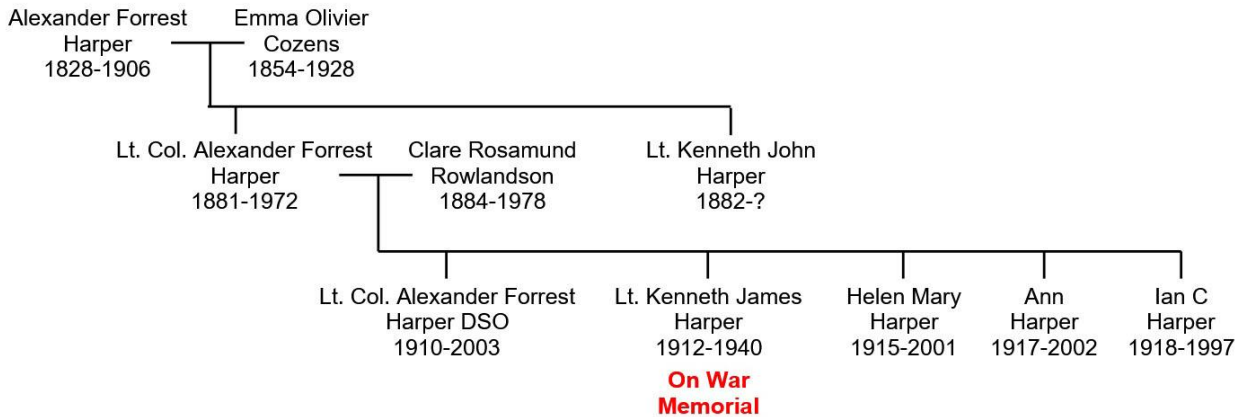 Alexander Forrest
Harper
1828-1906
Emma Olivier
Cozens
1854-1928
Lt. Col. Alexander Forrest
Harper
1881-1972
Clare Rosamund
Rowlandson
1884-1978
Lt. Kenneth John
Harper
1882-?
Lt. Col. Alexander Forrest
Harper DSO
1910-2003
Lt. Kenneth James
Harper
1912-1940
On War
Memorial
Helen Mary
Harper
1915-2001
Ann
Harper
1917-2002
Ian C
Harper
1918-1997